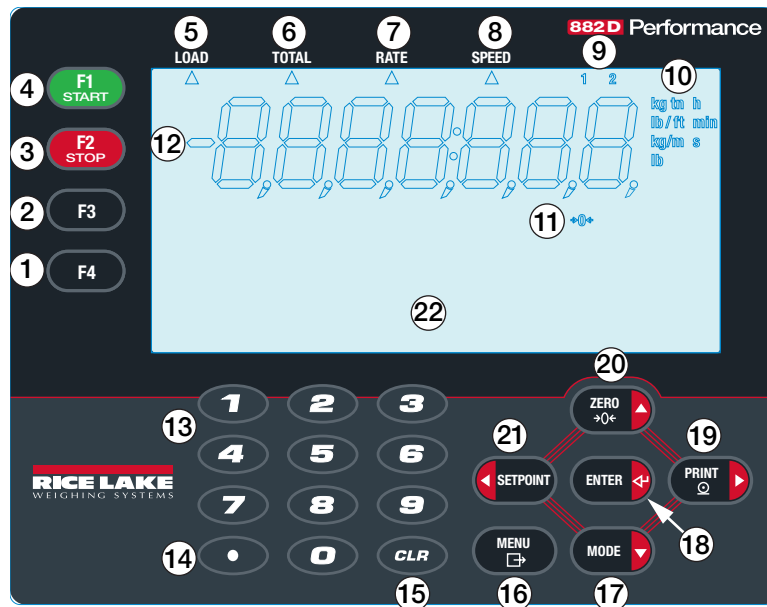 882D Performance
5 6 7 8 9
LOAD TOTAL RATE SPEED
1 2
10
kg tn h
lb/ft min
kg/m s
lb
4 F1 START
3 F2 STOP
2 F3
1 F4
12
8888:888
11 →0←
22
13
1 2 3
4 5 6
7 8 9
14 • 0 CLR
15
RICE LAKE
WEIGHING SYSTEMS
20
ZERO
→0←
21
SETPOINT
ENTER
18
19
PRINT
MENU
16
MODE
17